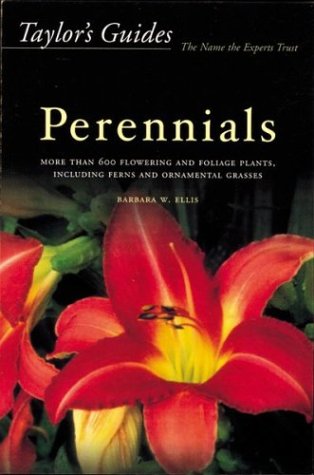 Taylor's Guides
The Name the Experts Trust
Perennials
MORE THAN 600 FLOWERING AND FOLIAGE PLANTS,
INCLUDING FERNS AND ORNAMENTAL GRASSES
BARBARA W. ELLIS